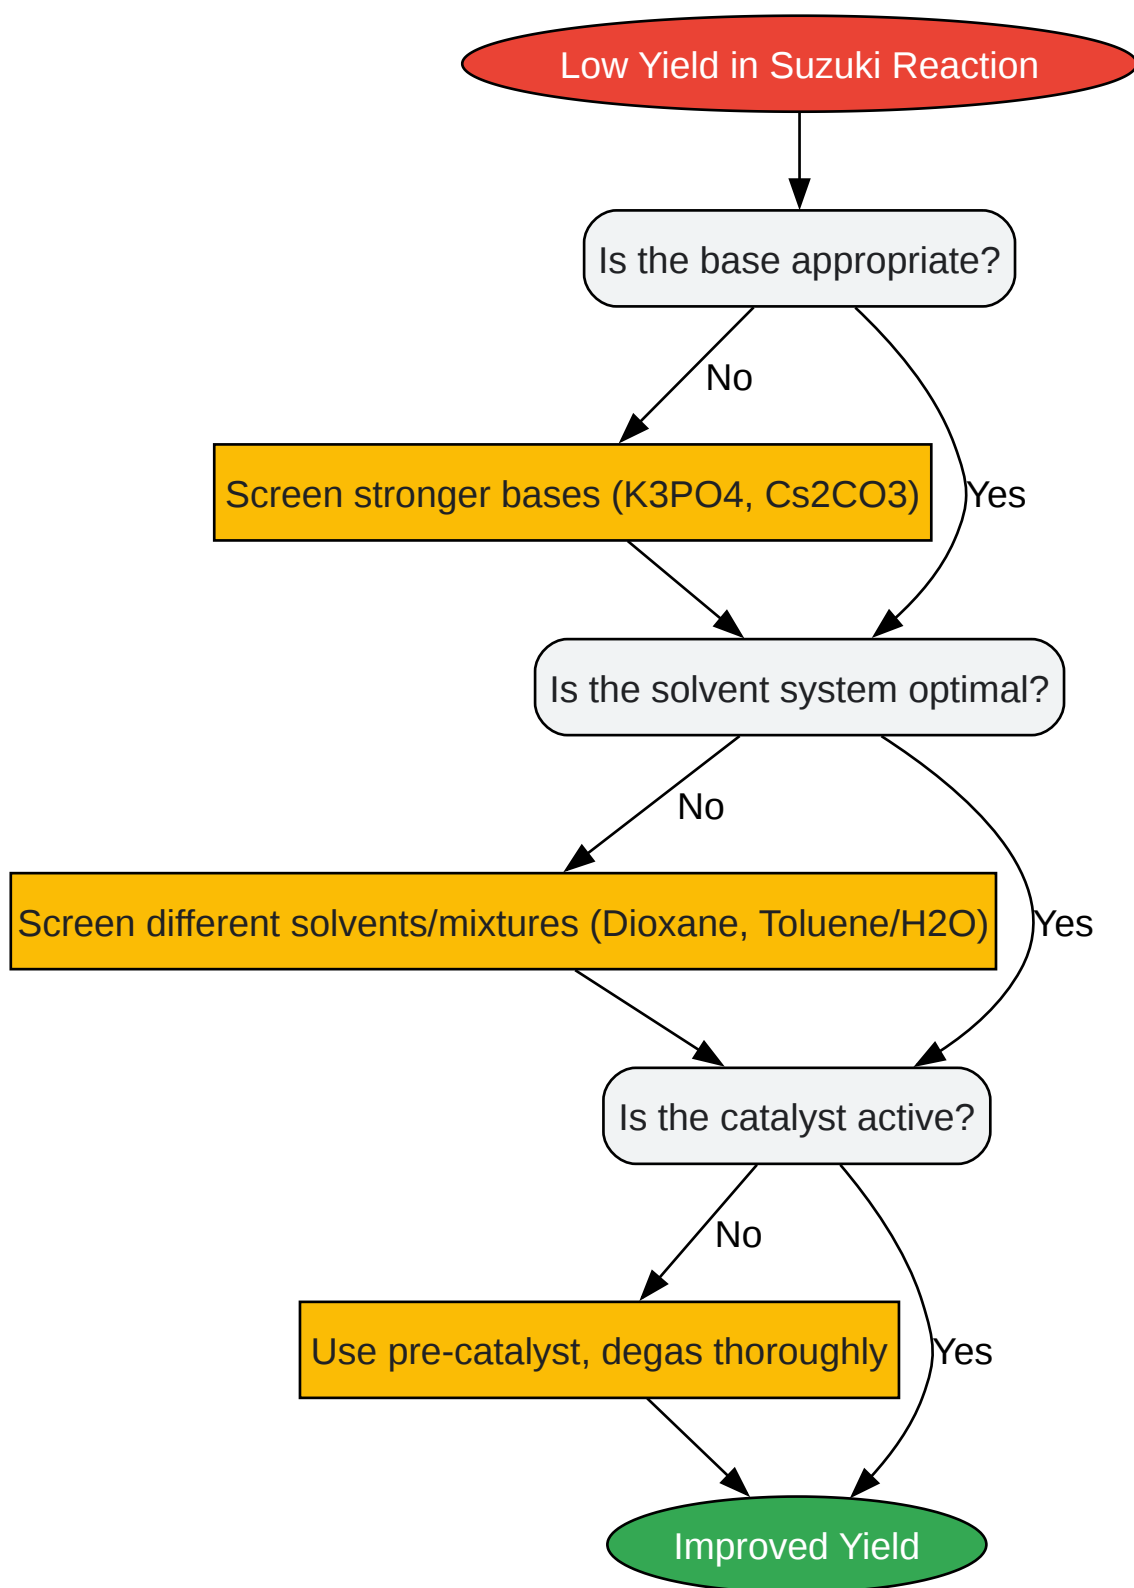 Low Yield in Suzuki Reaction
Is the base appropriate?
No
Screen stronger bases (K3PO4, Cs2CO3)
Yes
Is the solvent system optimal?
No
Screen different solvents/mixtures (Dioxane, Toluene/H2O)
Yes
Is the catalyst active?
No
Use pre-catalyst, degas thoroughly
Yes
Improved Yield